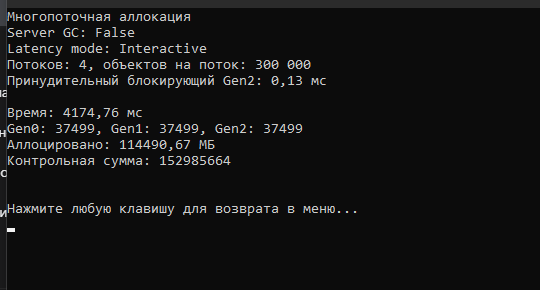 Многопоточная аллокация
Server GC: False
Latency mode: Interactive
Потоков: 4, объектов на поток: 300 000
Принудительный блокирующий Gen2: 0,13 мс
Время: 4174,76 мс
Gen0: 37499, Gen1: 37499, Gen2: 37499
Аллоцировано: 114490,67 МБ
Контрольная сумма: 152985664
Нажмите любую клавишу для возврата в меню...